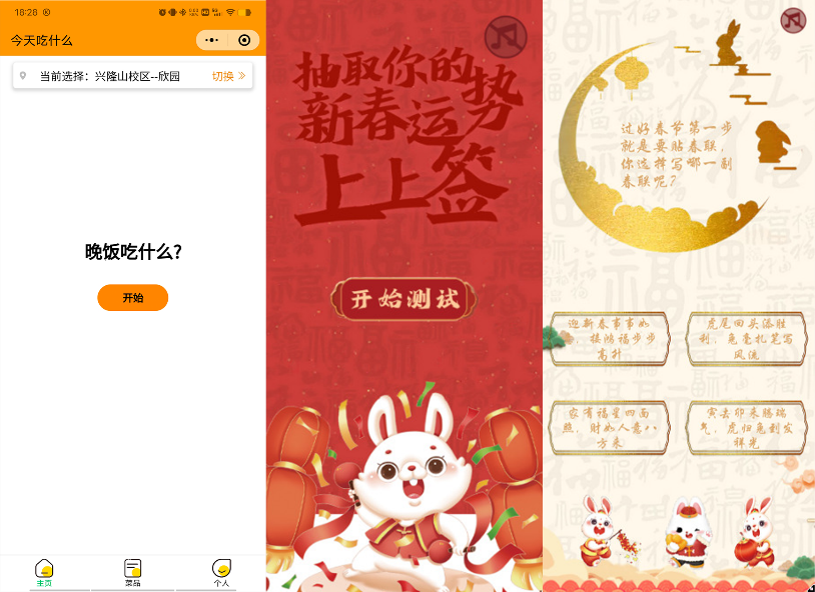 18:28
今天吃什么
当前选择：兴隆山校区--欣园
切换
晚饭吃什么?
开始
主页
菜品
个人
抽取你的
新春运势
上上签
开始测试
过好春节第一步
就是要贴春联，
你选择写哪一副
春联呢？
迎新春事事如
，接鸿福步步
高升
虎尾回头添胜
利，兔毫扎笔写
风流
家有福星四面
照，财如人意八
方来
寅去卯来腾瑞
气，虎归兔到发
祥光